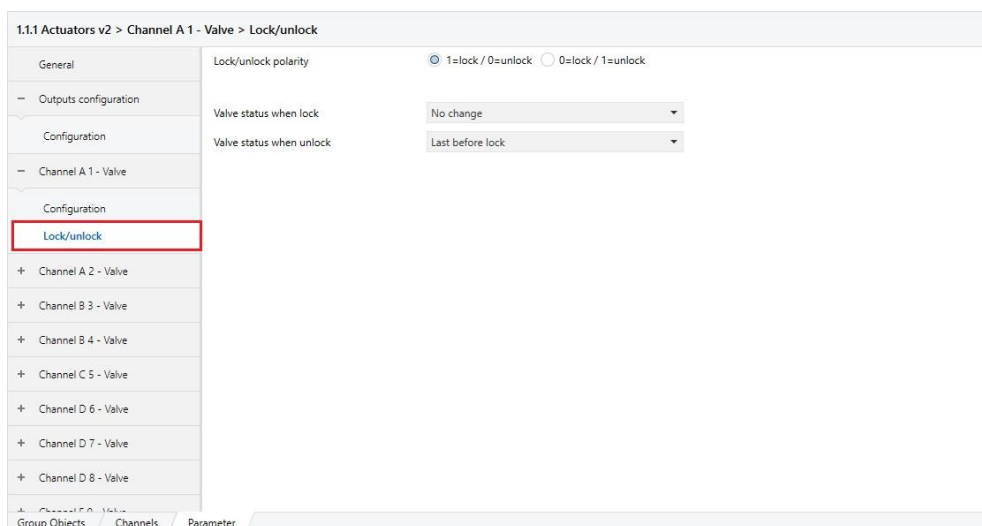 1.1.1 Actuators v2 > Channel A 1 - Valve > Lock/unlock
General
Lock/unlock polarity
1=lock / 0=unlock
0=lock / 1=unlock
Outputs configuration
Valve status when lock
No change
Configuration
Valve status when unlock
Last before lock
Channel A 1 - Valve
Configuration
Lock/unlock
Channel A 2 - Valve
Channel B 3 - Valve
Channel B 4 - Valve
Channel C 5 - Valve
Channel D 6 - Valve
Channel D 7 - Valve
Channel D 8 - Valve
Group Objects
Channels
Parameter